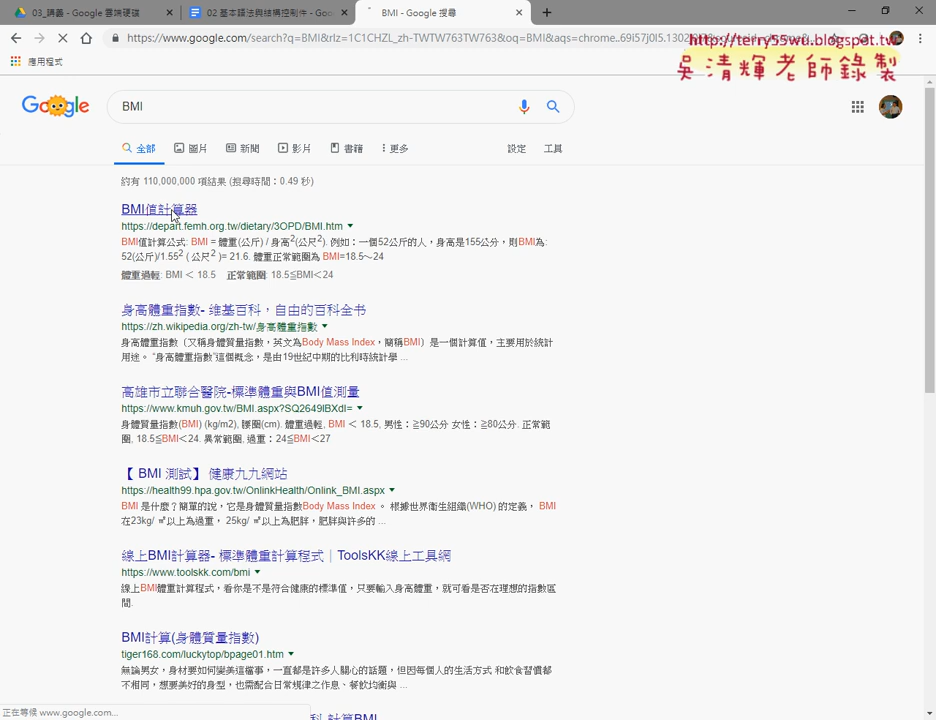 03_講義 - Google 雲端硬碟
02 基本語法與結構控制件 - Goo
BMI - Google 搜尋
https://www.google.com/search?q=BMI&rlz=1C1CHZL_zh-TWTW763TW763&oq=BMI&aqs=chrome..69i57j0l5.1302
http://terry55wu.blogspot.tw
應用程式
吳清輝老師錄製
Google
BMI
全部
圖片
新聞
影片
書籍
更多
設定
工具
約有 110,000,000 項結果 (搜尋時間：0.49 秒)
BMI值計算器
https://depart.femh.org.tw/dietary/3OPD/BMI.htm
BMI值計算公式: BMI = 體重(公斤) / 身高²(公尺²). 例如：一個52公斤的人，身高是155公分，則BMI為:
52(公斤)/1.55² ( 公尺² )= 21.6. 體重正常範圍為 BMI=18.5～24
體重過輕: BMI < 18.5 正常範圍: 18.5≦BMI<24
身高體重指數- 维基百科，自由的百科全书
https://zh.wikipedia.org/zh-tw/身高體重指數
身高體重指數（又稱身體質量指數，英文為Body Mass Index，簡稱BMI）是一個計算值，主要用於統計
用途。 “身高體重指數”這個概念，是由19世紀中期的比利時統計學 ...
高雄市立聯合醫院-標準體重與BMI值測量
https://www.kmuh.gov.tw/BMI.aspx?SQ2649IBXdI=
身體質量指數(BMI) (kg/m2), 腰圍(cm). 體重過輕, BMI < 18.5, 男性：≧90公分 女性：≧80公分. 正常範
圍, 18.5≦BMI<24. 異常範圍, 過重：24≦BMI<27
【 BMI 測試】 健康九九網站
https://health99.hpa.gov.tw/OnlinkHealth/Onlink_BMI.aspx
BMI 是什麼？簡單的說，它是身體質量指數Body Mass Index 。 根據世界衛生組織(WHO) 的定義， BMI
在23kg/ ㎡以上為過重， 25kg/ ㎡以上為肥胖，肥胖與許多的 ...
線上BMI計算器- 標準體重計算程式｜ToolsKK線上工具網
https://www.toolskk.com/bmi
線上BMI體重計算程式，看你是不是符合健康的標準值，只要輸入身高體重，就可看是否在理想的指數區
間.
BMI計算(身體質量指數)
tiger168.com/luckytop/bpage01.htm
無論男女，身材要如何變美這檔事，一直都是許多人關心的話題，但因每個人的生活方式 和飲食習慣都
不相同，想要美好的身型，也需配合日常規律之作息、餐飲均衡與 ...
計算BMI
正在等候 www.google.com...